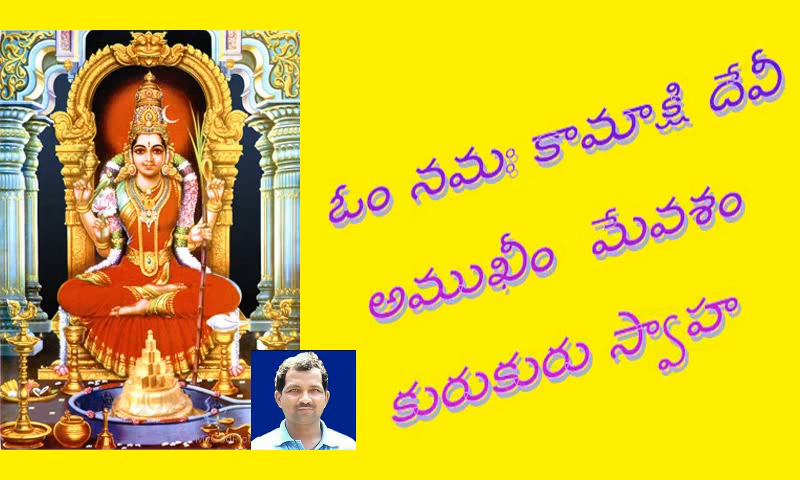 ఓం నమః కామాక్షి దేవీ
అముఖీం మేవశం
కురుకురు స్వాహా